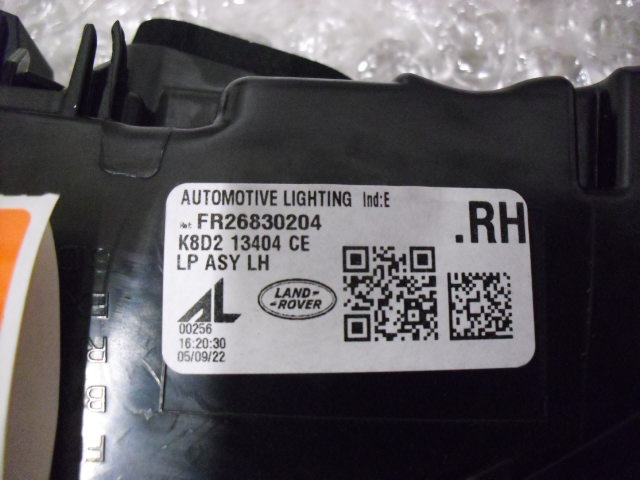 AUTOMOTIVE LIGHTING Ind:E
Ref: FR26830204
K8D2 13404 CE
LP ASY LH
.RH
AL
LAND-
-ROVER
00256
16:20:30
05/09/22